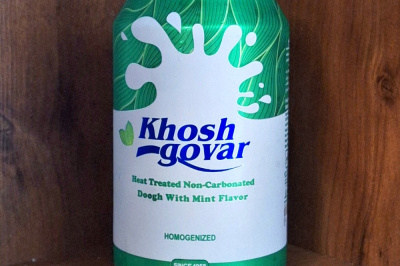 Khosh
govar
Heat Treated Non-Carbonated
Doogh With Mint Flavor
HOMOGENIZED